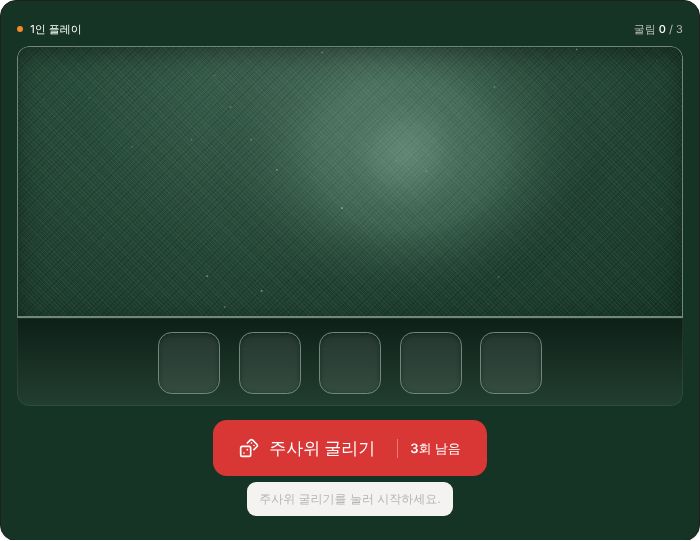 1인 플레이
굴림 0 / 3
주사위 굴리기
3회 남음
주사위 굴리기를 눌러 시작하세요.